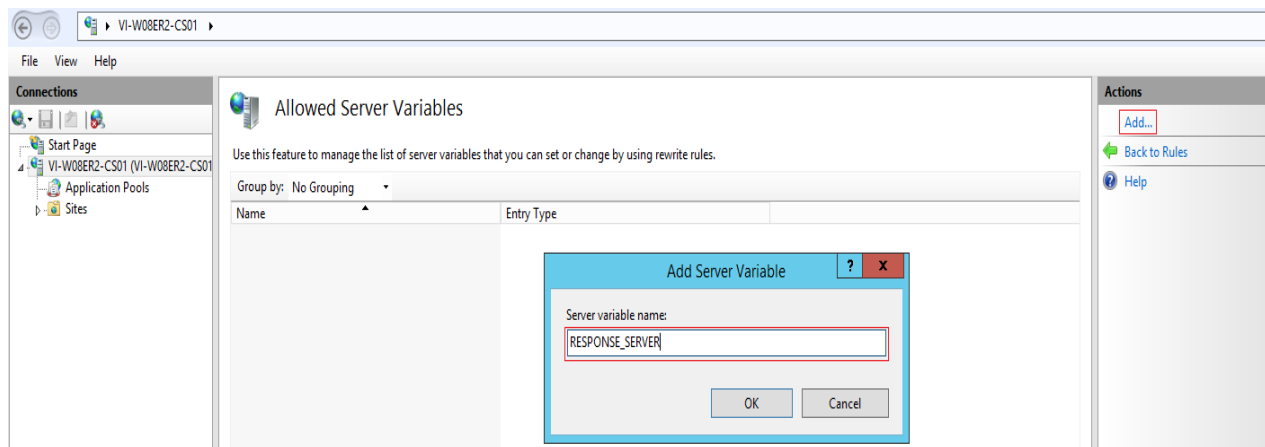 VI-W08ER2-CS01
File View Help
Connections
Start Page
VI-W08ER2-CS01 (VI-W08ER2-CS01
Application Pools
Sites
Allowed Server Variables
Use this feature to manage the list of server variables that you can set or change by using rewrite rules.
Group by: No Grouping
Name Entry Type
Add Server Variable ? X
Server variable name:
RESPONSE_SERVER
OK Cancel
Actions
Add...
Back to Rules
Help